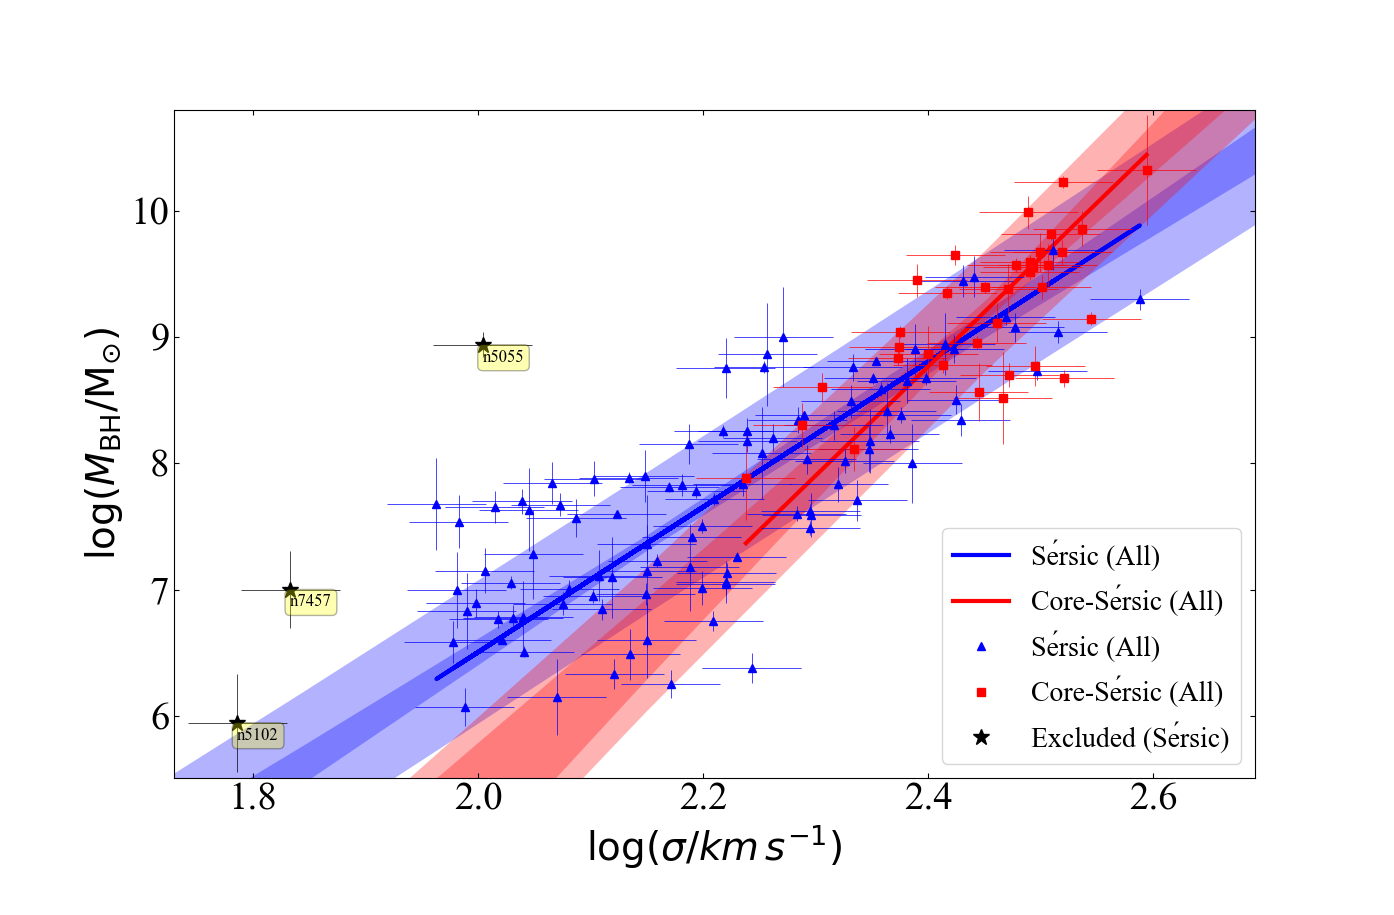 log(M_BH/M_⊙)
10
9
8
7
6
n5055
n7457
n5102
Sérsic (All)
Core-Sérsic (All)
Sérsic (All)
Core-Sérsic (All)
Excluded (Sérsic)
1.8 2.0 2.2 2.4 2.6
log(σ/km s⁻¹)